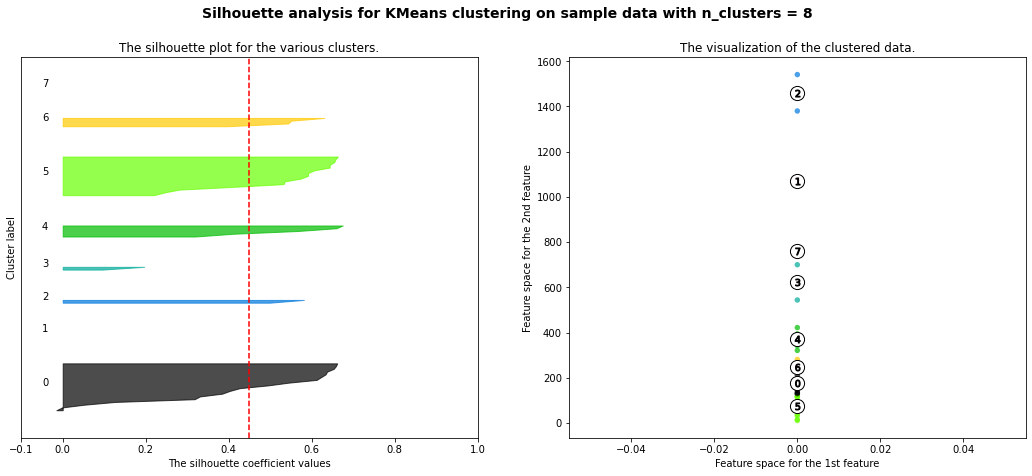 Silhouette analysis for KMeans clustering on sample data with n_clusters = 8
The silhouette plot for the various clusters.
7
6
5
4
3
2
1
0
Cluster label
−0.1 0.0 0.2 0.4 0.6 0.8 1.0
The silhouette coefficient values
The visualization of the clustered data.
1600
1400
1200
1000
800
600
400
200
0
Feature space for the 2nd feature
2
1
7
3
4
6
0
5
−0.04 −0.02 0.00 0.02 0.04
Feature space for the 1st feature